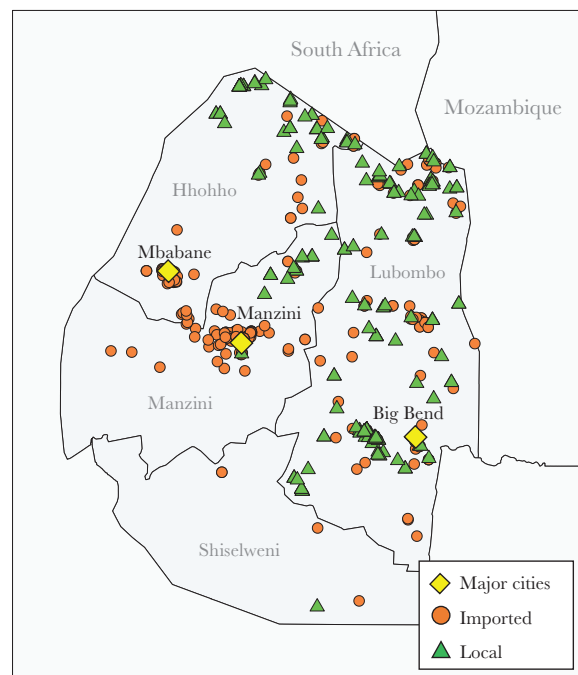 South Africa
Mozambique
Hhohho
Mbabane
Lubombo
Manzini
Manzini
Big Bend
Shiselweni
Major cities
Imported
Local